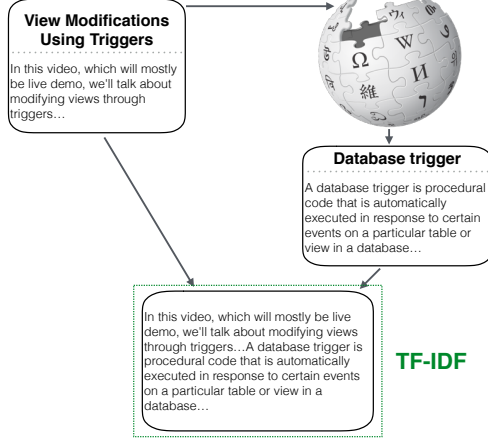 View Modifications
Using Triggers
In this video, which will mostly
be live demo, we'll talk about
modifying views through
triggers…
Ω
W
ウィ
維
И
7
Database trigger
A database trigger is procedural
code that is automatically
executed in response to certain
events on a particular table or
view in a database…
In this video, which will mostly be live
demo, we'll talk about modifying views
through triggers…A database trigger is
procedural code that is automatically
executed in response to certain events
on a particular table or view in a
database…
TF-IDF